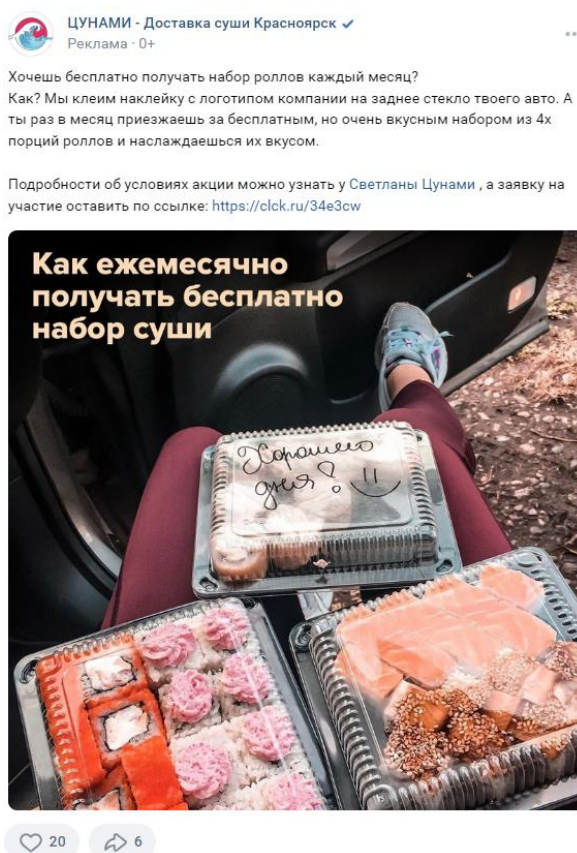 ЦУНАМИ - Доставка суши Красноярск
Реклама · 0+
Хочешь бесплатно получать набор роллов каждый месяц?
Как? Мы клеим наклейку с логотипом компании на заднее стекло твоего авто. А
ты раз в месяц приезжаешь за бесплатным, но очень вкусным набором из 4х
порций роллов и наслаждаешься их вкусом.
Подробности об условиях акции можно узнать у Светланы Цунами , а заявку на
участие оставить по ссылке: https://clck.ru/34e3cw
Как ежемесячно
получать бесплатно
набор суши
Хорошего
дня! :)
20
6